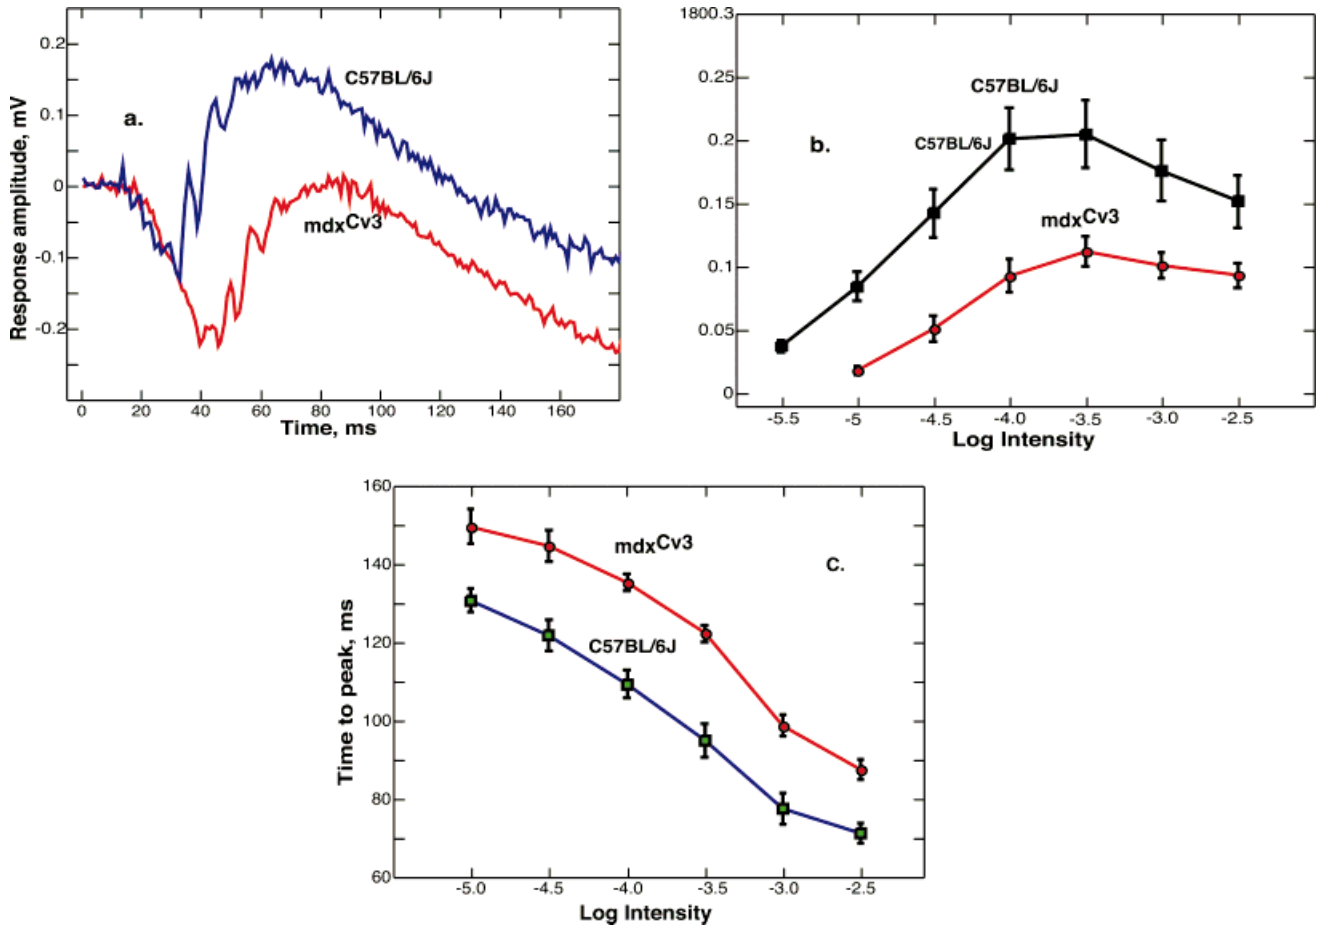 Response amplitude, mV
0.2
0.1
0
-0.1
-0.2
a.
C57BL/6J
mdxCv3
0 20 40 60 80 100 120 140 160
Time, ms
1800.3
0.25
0.2
0.15
0.1
0.05
0
b.
C57BL/6J
C57BL/6J
mdxCv3
-5.5 -5 -4.5 -4.0 -3.5 -3.0 -2.5
Log Intensity
Time to peak, ms
160
140
120
100
80
60
mdxCv3
C.
C57BL/6J
-5.0 -4.5 -4.0 -3.5 -3.0 -2.5
Log Intensity